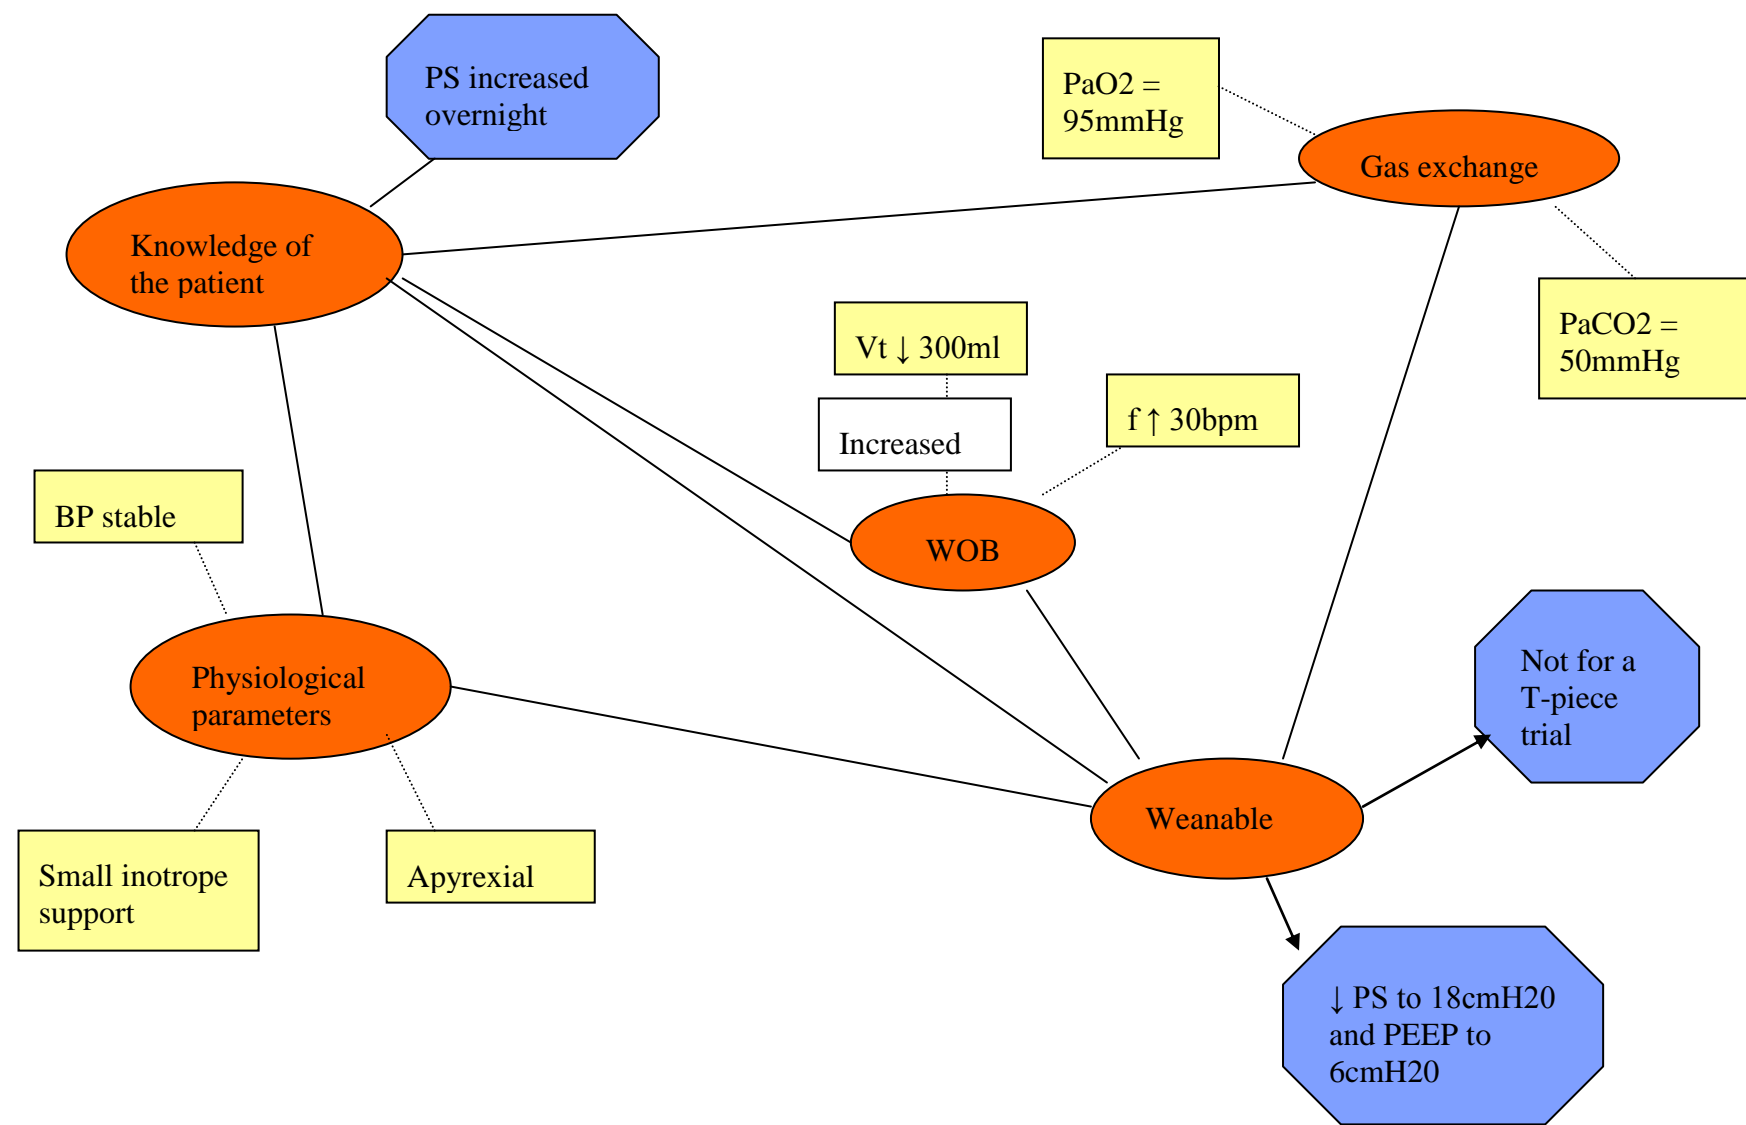 PS increased
overnight
PaO2 =
95mmHg
Gas exchange
Knowledge of
the patient
Vt ↓ 300ml
PaCO2 =
50mmHg
f ↑ 30bpm
Increased
BP stable
WOB
Not for a
T-piece
trial
Physiological
parameters
Weanable
Small inotrope
support
Apyrexial
↓ PS to 18cmH20
and PEEP to
6cmH20